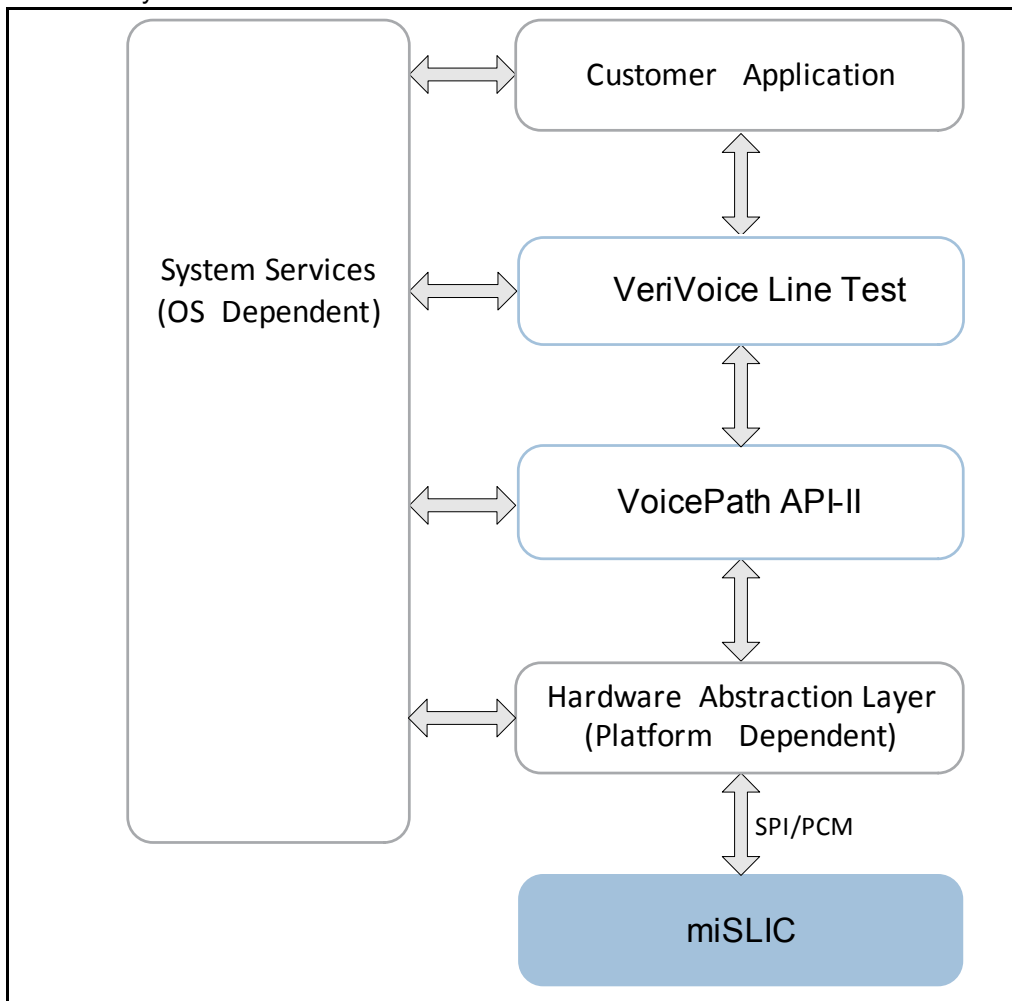 Customer Application
System Services
(OS Dependent)
VeriVoice Line Test
VoicePath API-II
Hardware Abstraction Layer
(Platform Dependent)
SPI/PCM
miSLIC